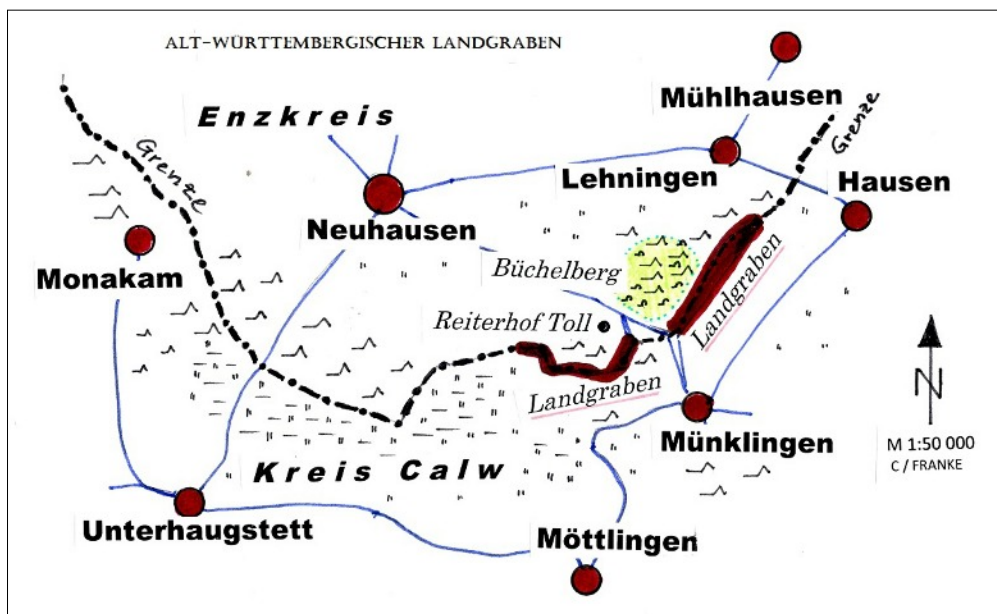 ALT-WÜRTTEMBERGISCHER LANDGRABEN
Mühlhausen
Grenze
Enzkreis
Grenze
Lehningen
Hausen
Neuhausen
Monakam
Büchelberg
Landgraben
Reiterhof Toll
Landgraben
N
Münklingen
M 1:50 000
C / FRANKE
Kreis Calw
Unterhaugstett
Möttlingen